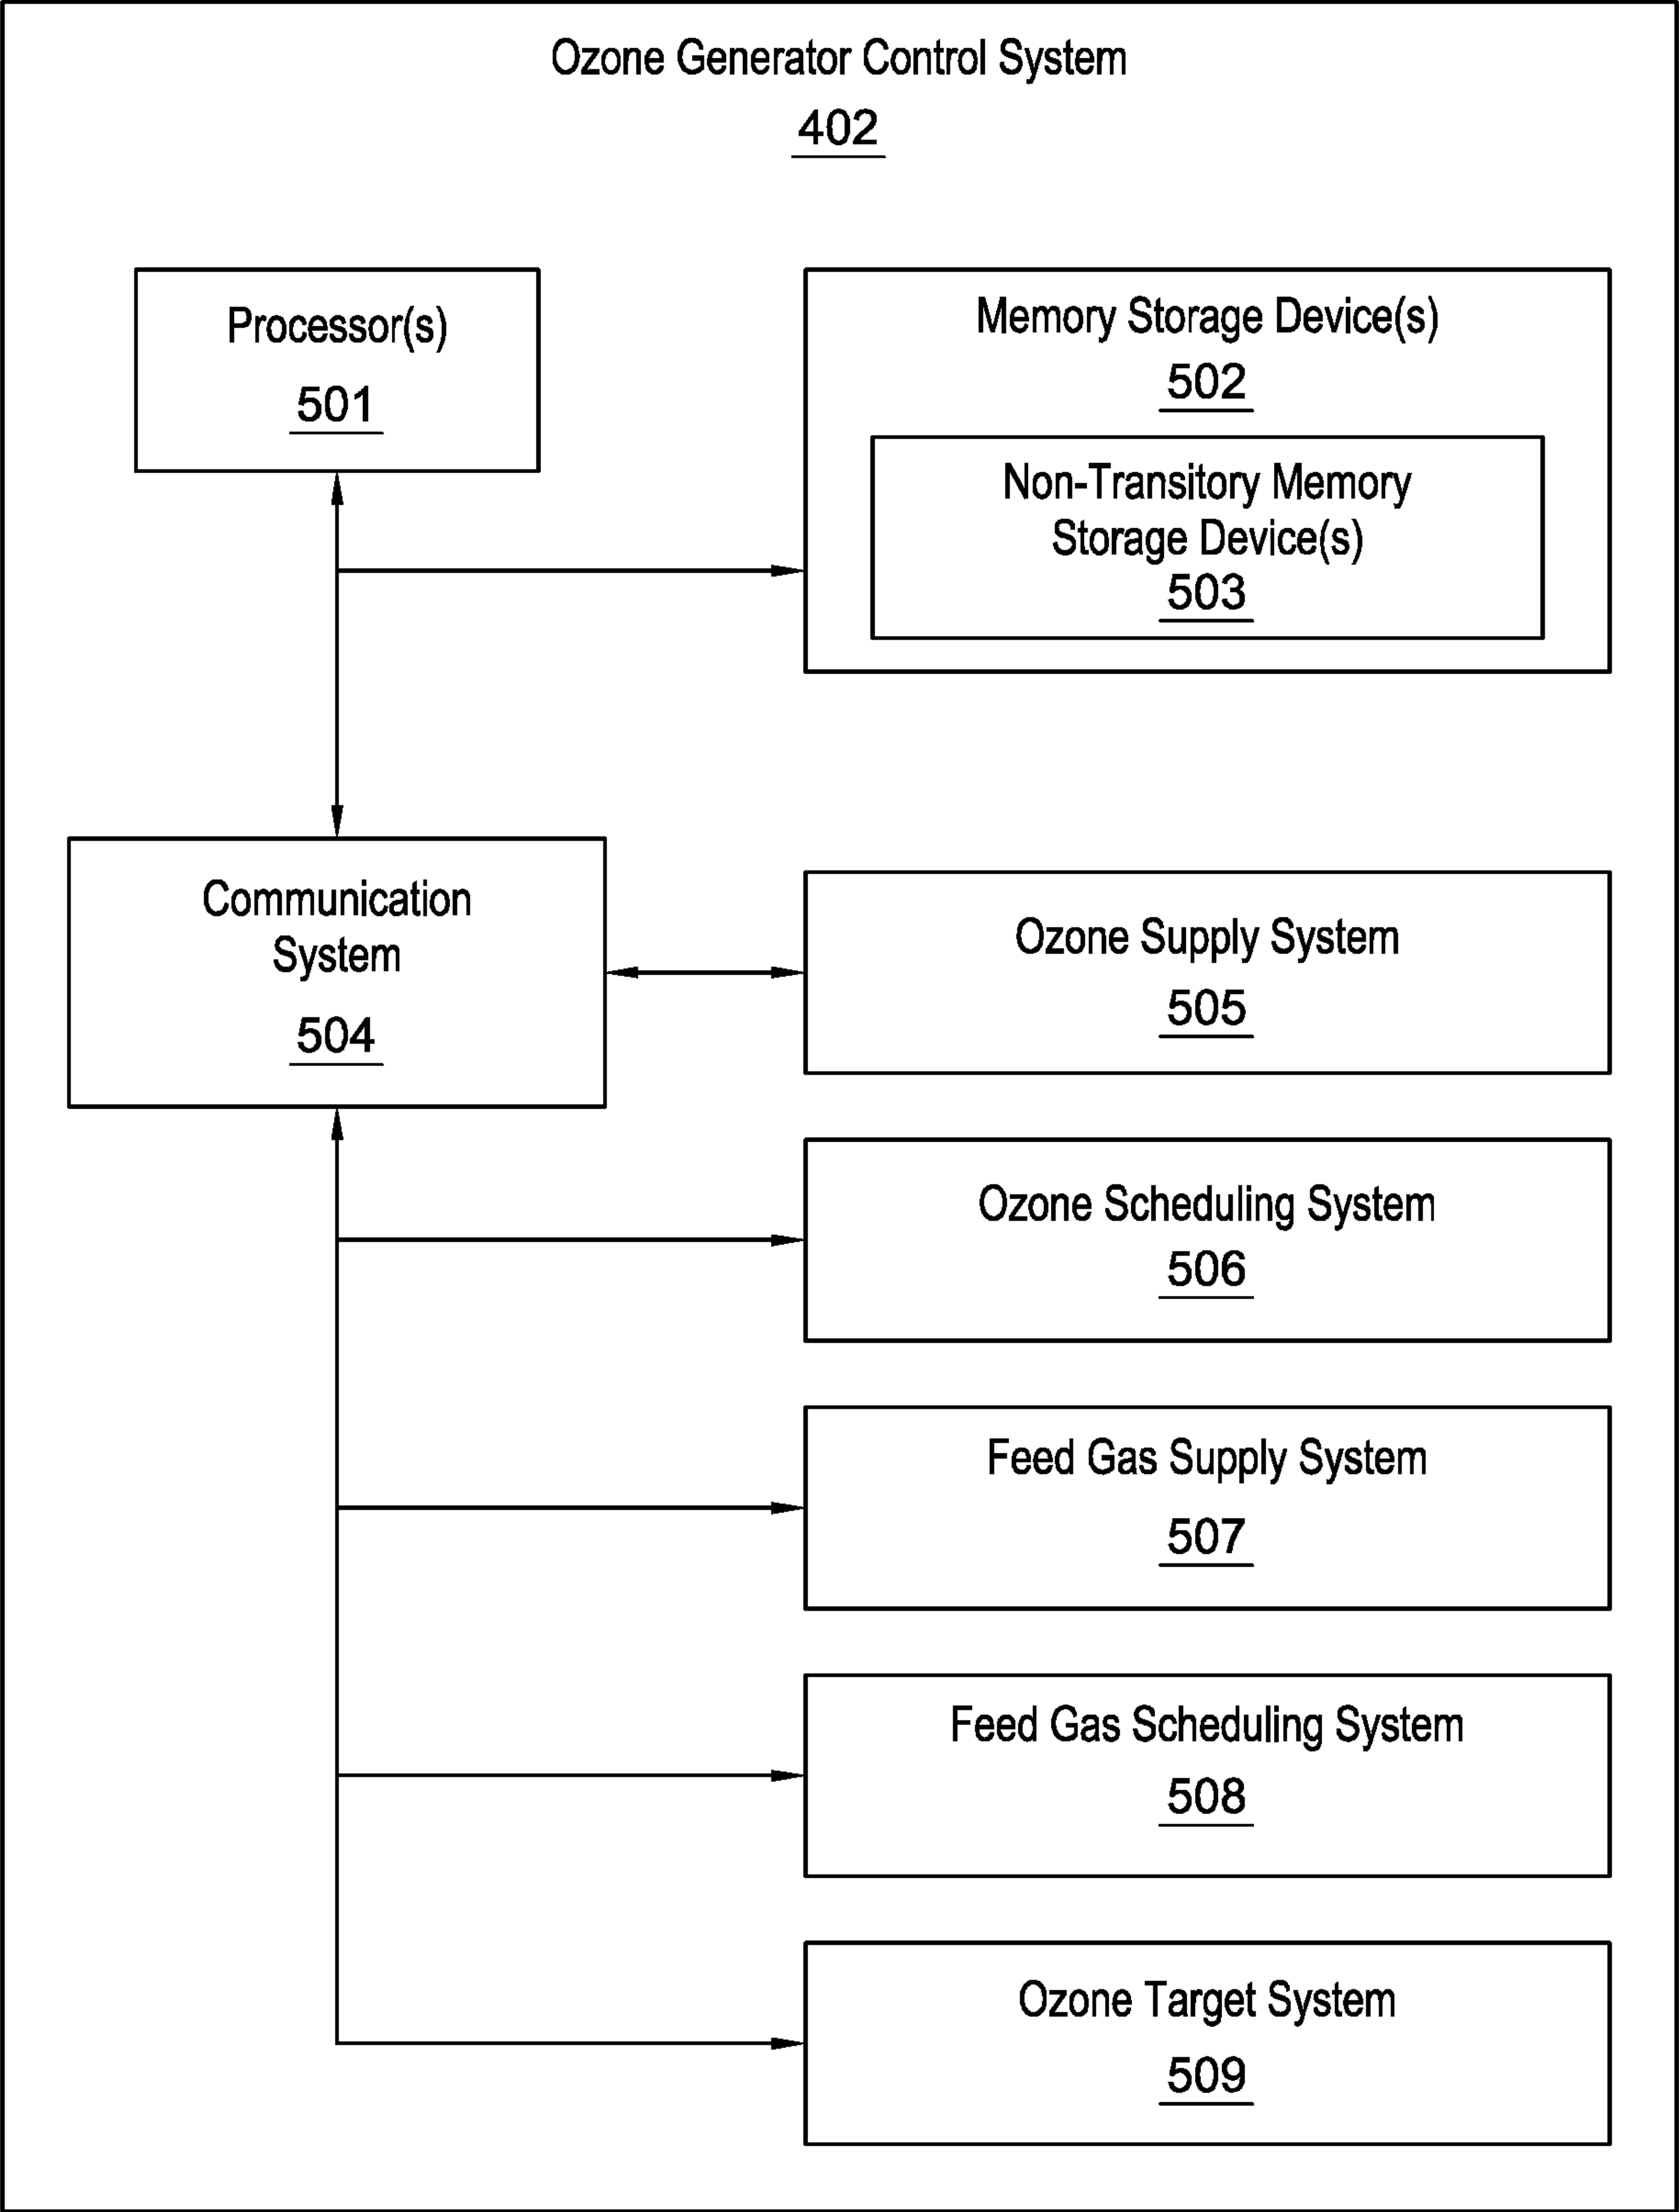 Ozone Generator Control System
402
Processor(s)
501
Memory Storage Device(s)
502
Non-Transitory Memory
Storage Device(s)
503
Communication
System
504
Ozone Supply System
505
Ozone Scheduling System
506
Feed Gas Supply System
507
Feed Gas Scheduling System
508
Ozone Target System
509